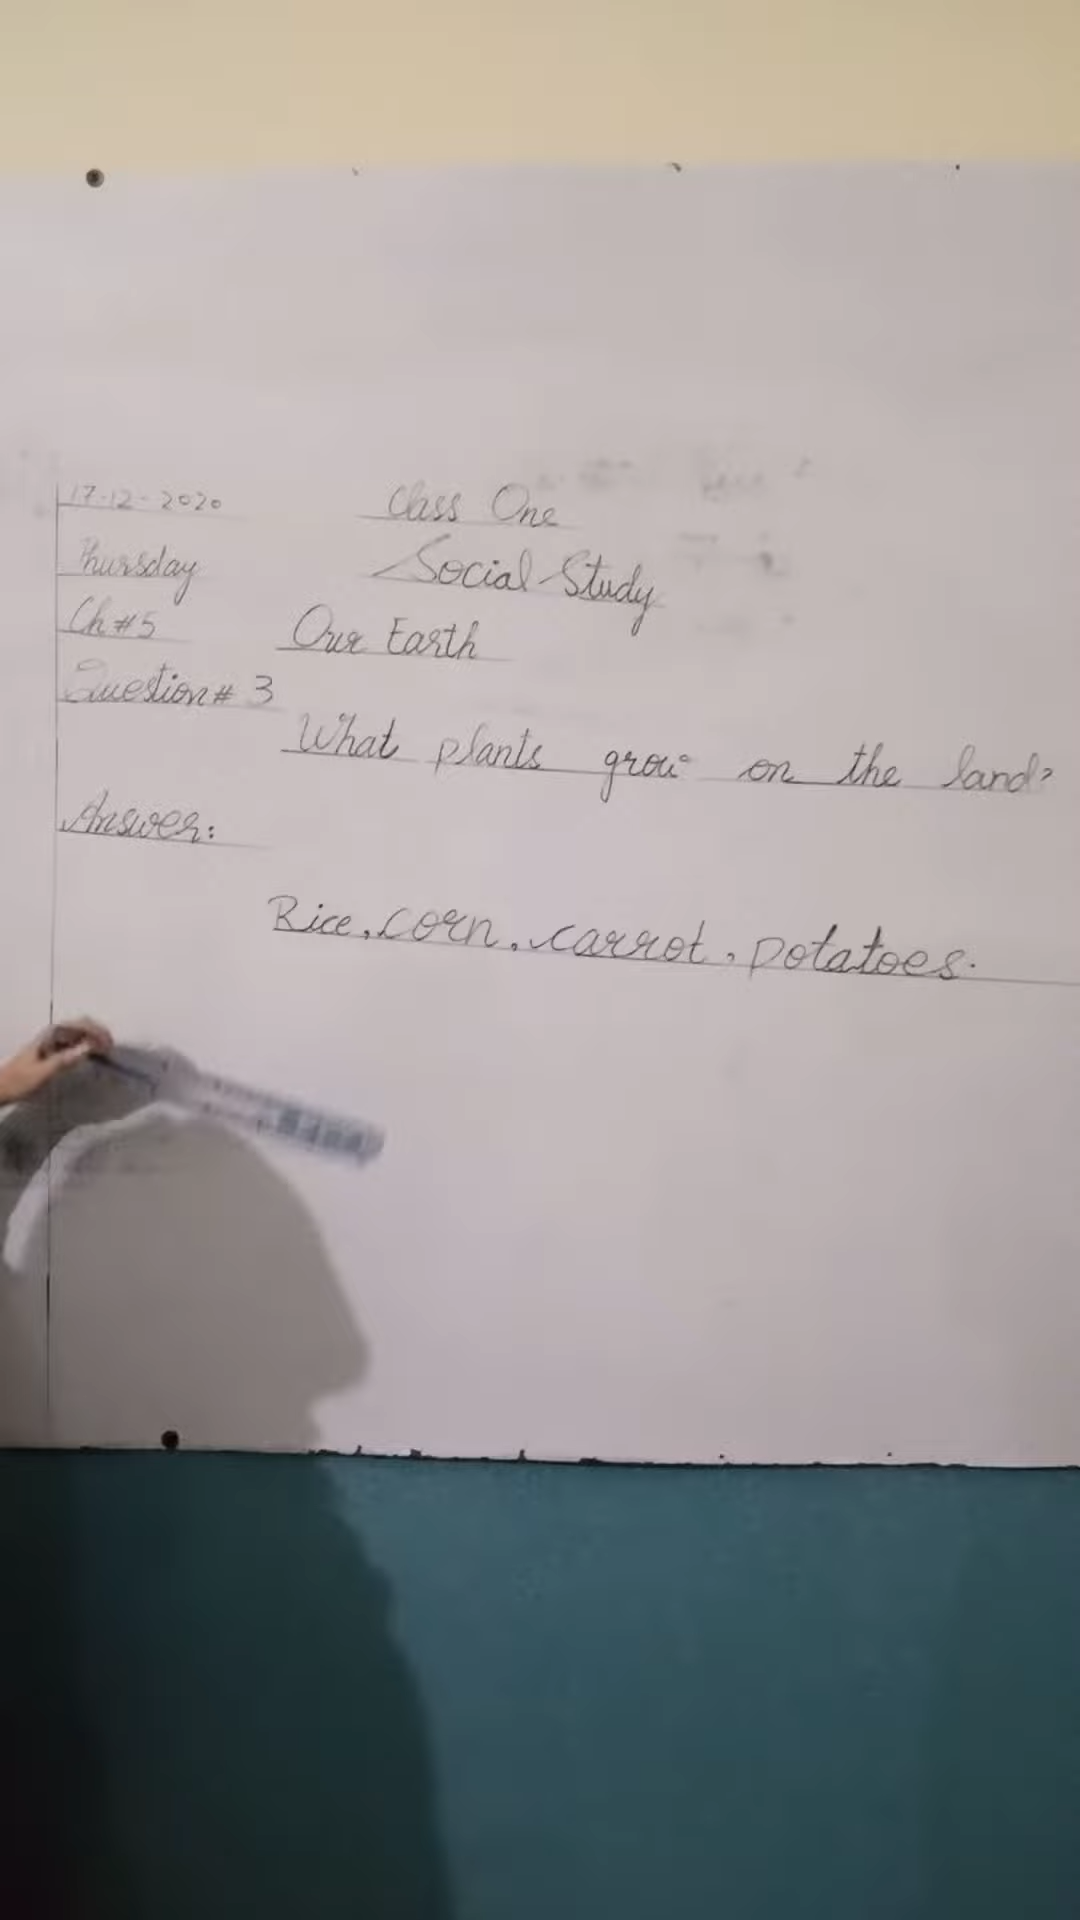 17-12-2020 Class One
Thursday Social Study
Ch#5 Our Earth
Question# 3
What plants grow on the land?
Answer:
Rice, corn, carrot, potatoes.